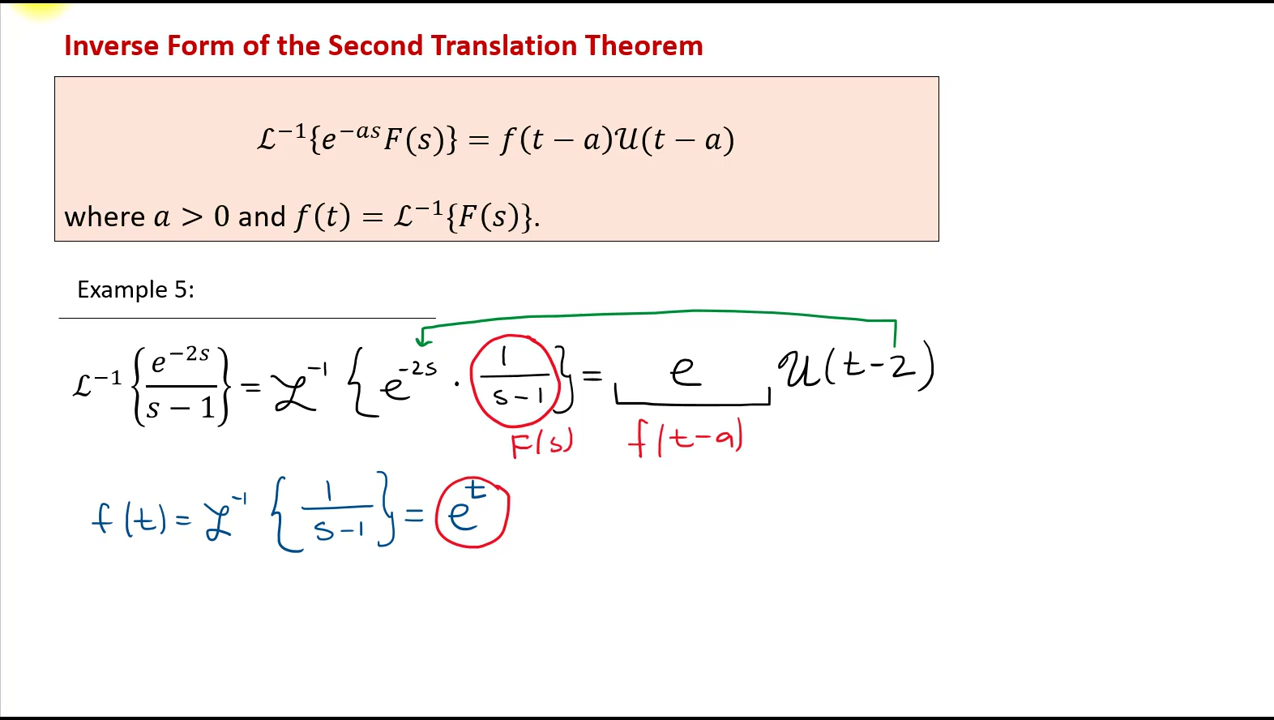 Inverse Form of the Second Translation Theorem
ℒ⁻¹{e⁻ᵃˢF(s)} = f(t − a)𝒰(t − a)
where a > 0 and f(t) = ℒ⁻¹{F(s)}.
Example 5:
ℒ⁻¹{e⁻²ˢ/(s − 1)} = ℒ⁻¹{e⁻²ˢ · 1/(s−1)} = e 𝒰(t−2)
F(s) f(t−a)
f(t) = ℒ⁻¹{1/(s−1)} = eᵗ